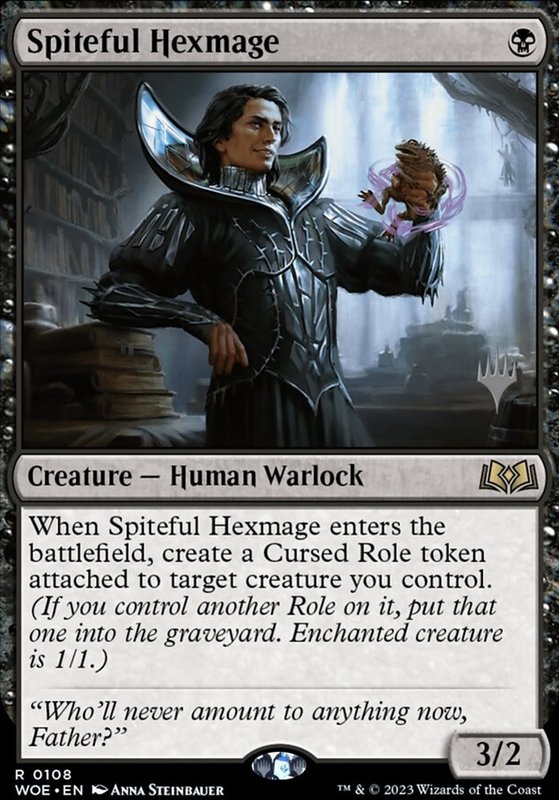 Spiteful Hexmage
Creature — Human Warlock
When Spiteful Hexmage enters the
battlefield, create a Cursed Role token
attached to target creature you control.
(If you control another Role on it, put that
one into the graveyard. Enchanted creature
is 1/1.)
“Who’ll never amount to anything now,
Father?”
3/2
R 0108
WOE • EN Anna Steinbauer
™ & © 2023 Wizards of the Coast